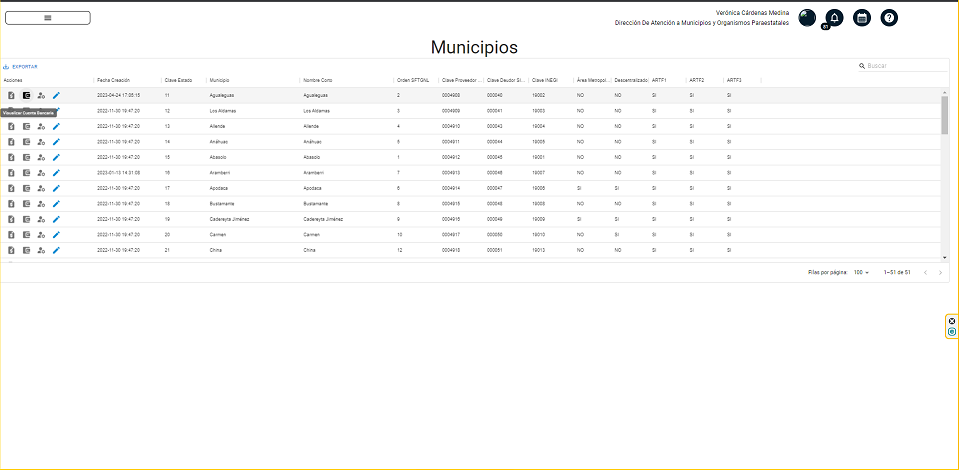 Verónica Cárdenas Medina
Dirección De Atención a Municipios y Organismos Paraestatales
Municipios
EXPORTAR
Buscar
Acciones Fecha Creación Clave Estado Municipio Nombre Corto Orden SFTGNL Clave Proveedor ... Clave Deudor SI... Clave INEGI Área Metropol... Descentralizado ARTF1 ARTF2 ARTF3
2023-04-24 17:05:15 11 Agualeguas Agualeguas 2 0004908 000040 19002 NO NO SI SI SI
Visualizar Cuenta Bancaria
2022-11-30 19:47:20 12 Los Aldamas Los Aldamas 3 0004909 000041 19003 NO NO SI SI SI
2022-11-30 19:47:20 13 Allende Allende 4 0004910 000043 19004 NO NO SI SI SI
2022-11-30 19:47:20 14 Anáhuac Anáhuac 5 0004911 000044 19005 NO NO SI SI SI
2022-11-30 19:47:20 15 Abasolo Abasolo 1 0004912 000045 19001 NO NO SI SI SI
2023-01-13 14:31:08 16 Aramberri Aramberri 7 0004913 000046 19007 NO NO SI SI SI
2022-11-30 19:47:20 17 Apodaca Apodaca 6 0004914 000047 19006 SI SI SI SI SI
2022-11-30 19:47:20 18 Bustamante Bustamante 8 0004915 000048 19008 NO NO SI SI SI
2022-11-30 19:47:20 19 Cadereyta Jiménez Cadereyta Jiménez 9 0004916 000049 19009 SI SI SI SI SI
2022-11-30 19:47:20 20 Carmen Carmen 10 0004917 000050 19010 NO SI SI SI SI
2022-11-30 19:47:20 21 China China 12 0004918 000051 19013 NO NO SI SI SI
Filas por página: 100 1–51 de 51